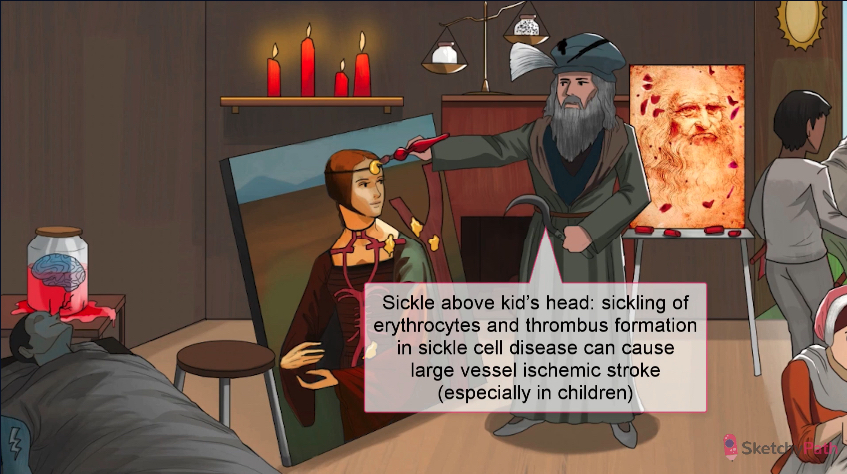 Sickle above kid's head: sickling of
erythrocytes and thrombus formation
in sickle cell disease can cause
large vessel ischemic stroke
(especially in children)
Sketchy Path